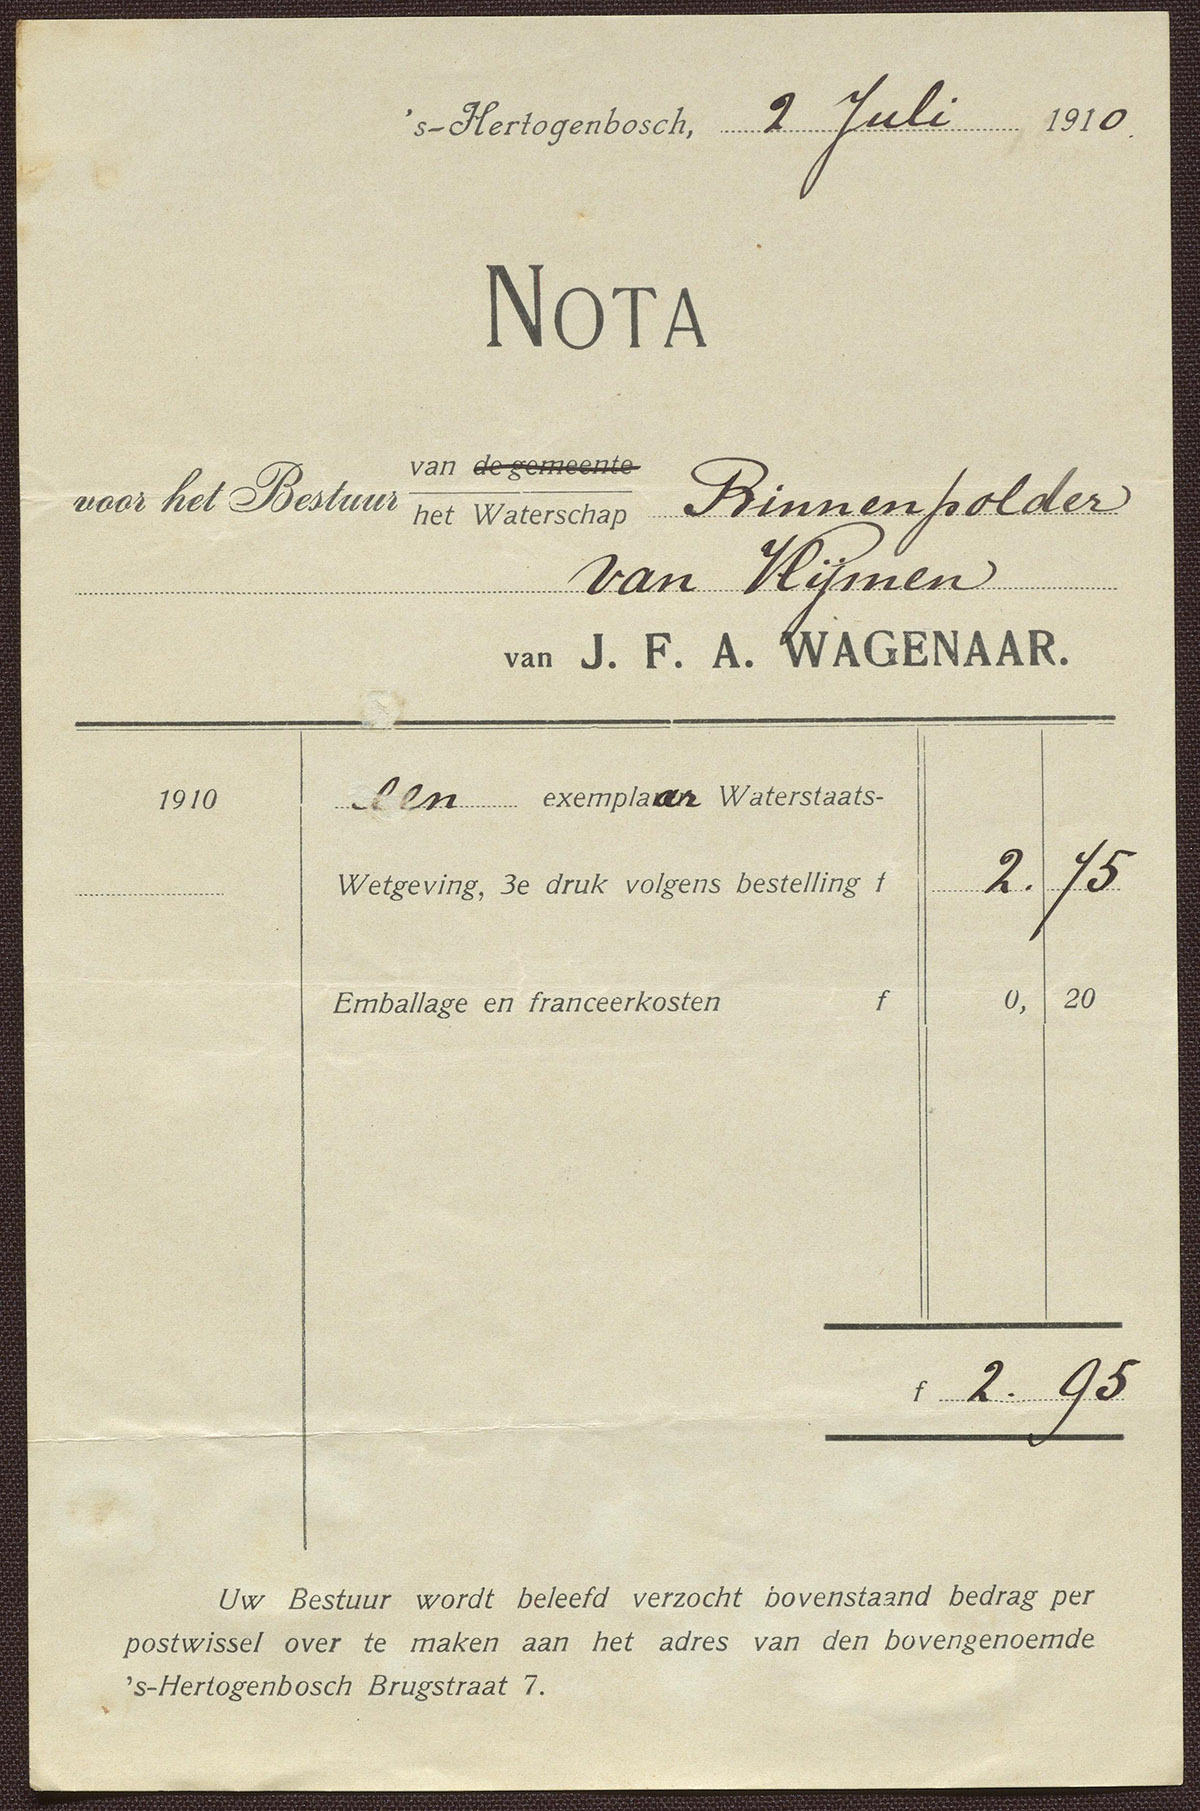 's-Hertogenbosch, 2 Juli 1910.
NOTA
voor het Bestuur van de gemeente
het Waterschap Binnenpolder
van Vlijmen
van J. F. A. WAGENAAR.
1910 een exemplaar Waterstaats-
Wetgeving, 3e druk volgens bestelling f 2.75
Emballage en franceerkosten f 0,20
f 2.95
Uw Bestuur wordt beleefd verzocht bovenstaand bedrag per
postwissel over te maken aan het adres van den bovengenoemde
's-Hertogenbosch Brugstraat 7.